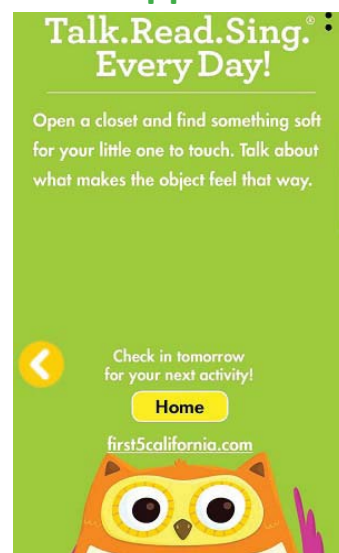 Talk.Read.Sing.®
Every Day!
Open a closet and find something soft
for your little one to touch. Talk about
what makes the object feel that way.
Check in tomorrow
for your next activity!
Home
first5california.com